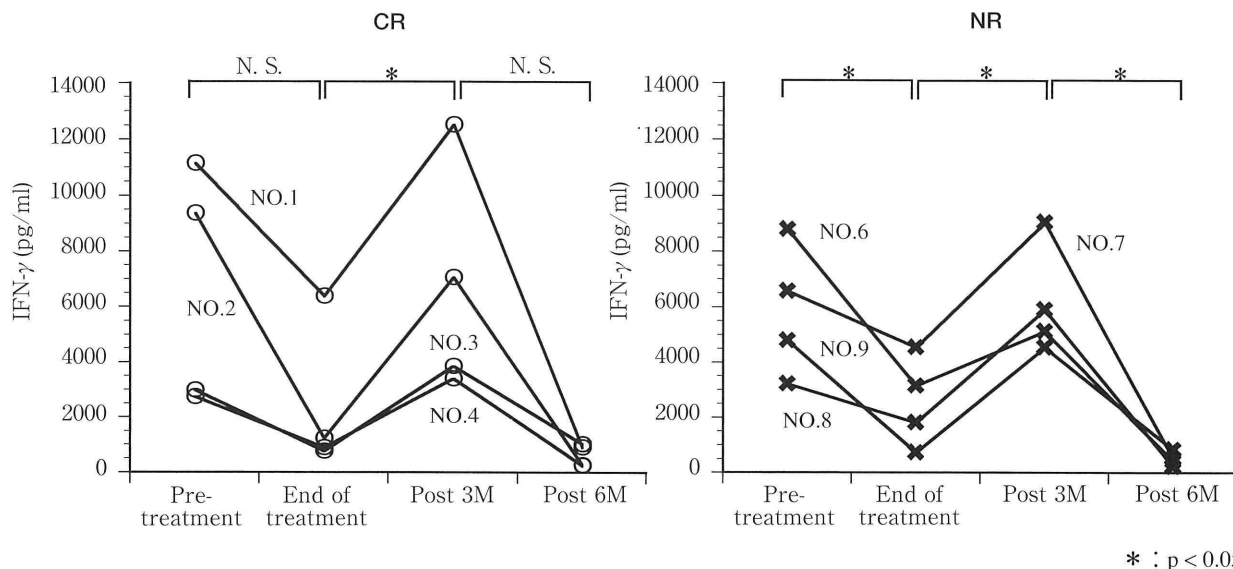 CR
N. S.
*
N. S.
14000
12000
10000
8000
6000
4000
2000
0
IFN-γ (pg/ml)
NO.1
NO.2
NO.3
NO.4
Pre-
treatment
End of
treatment
Post 3M
Post 6M
NR
*
*
*
14000
12000
10000
8000
6000
4000
2000
0
IFN-γ (pg/ml)
NO.6
NO.7
NO.9
NO.8
Pre-
treatment
End of
treatment
Post 3M
Post 6M
* : p < 0.0